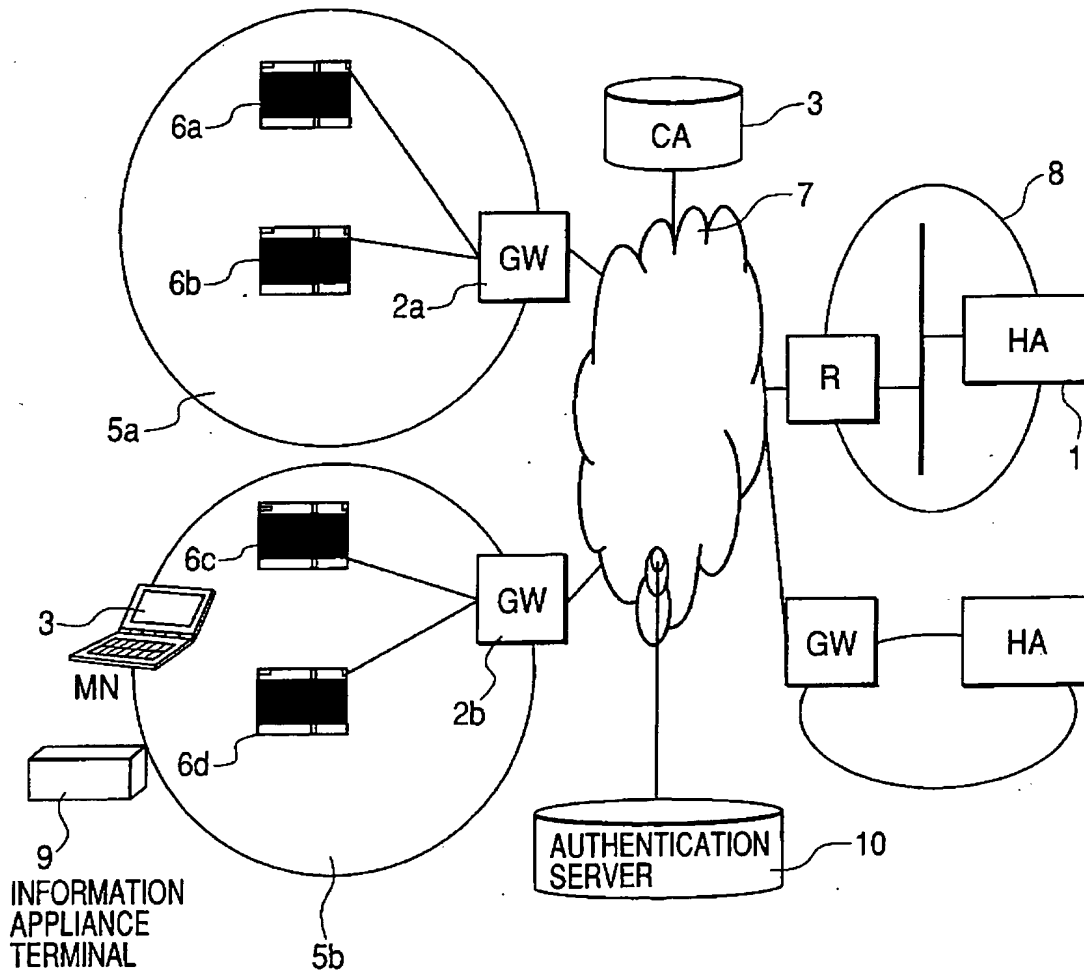 6a
6b
GW
2a
5a
CA
3
7
8
R
HA
1
6c
3
MN
GW
2b
6d
GW
HA
9
INFORMATION
APPLIANCE
TERMINAL
5b
AUTHENTICATION
SERVER
10